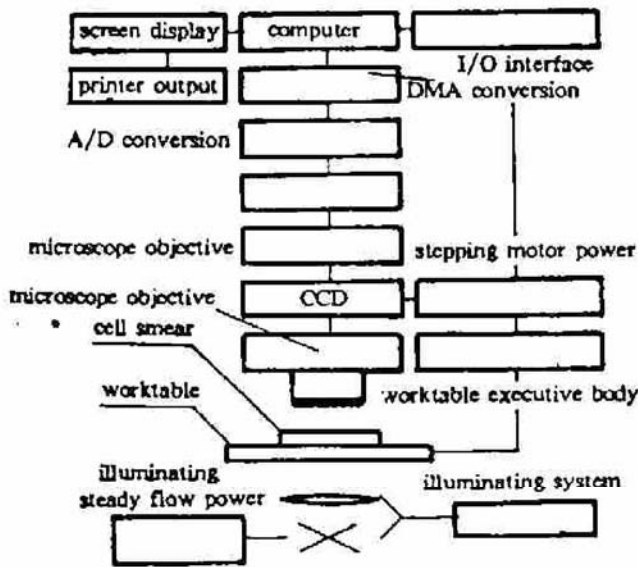 screen display
computer
I/O interface
printer output
DMA conversion
A/D conversion
microscope objective
stepping motor power
microscope objective
CCD
cell smear
worktable
worktable executive body
illuminating
steady flow power
illuminating system